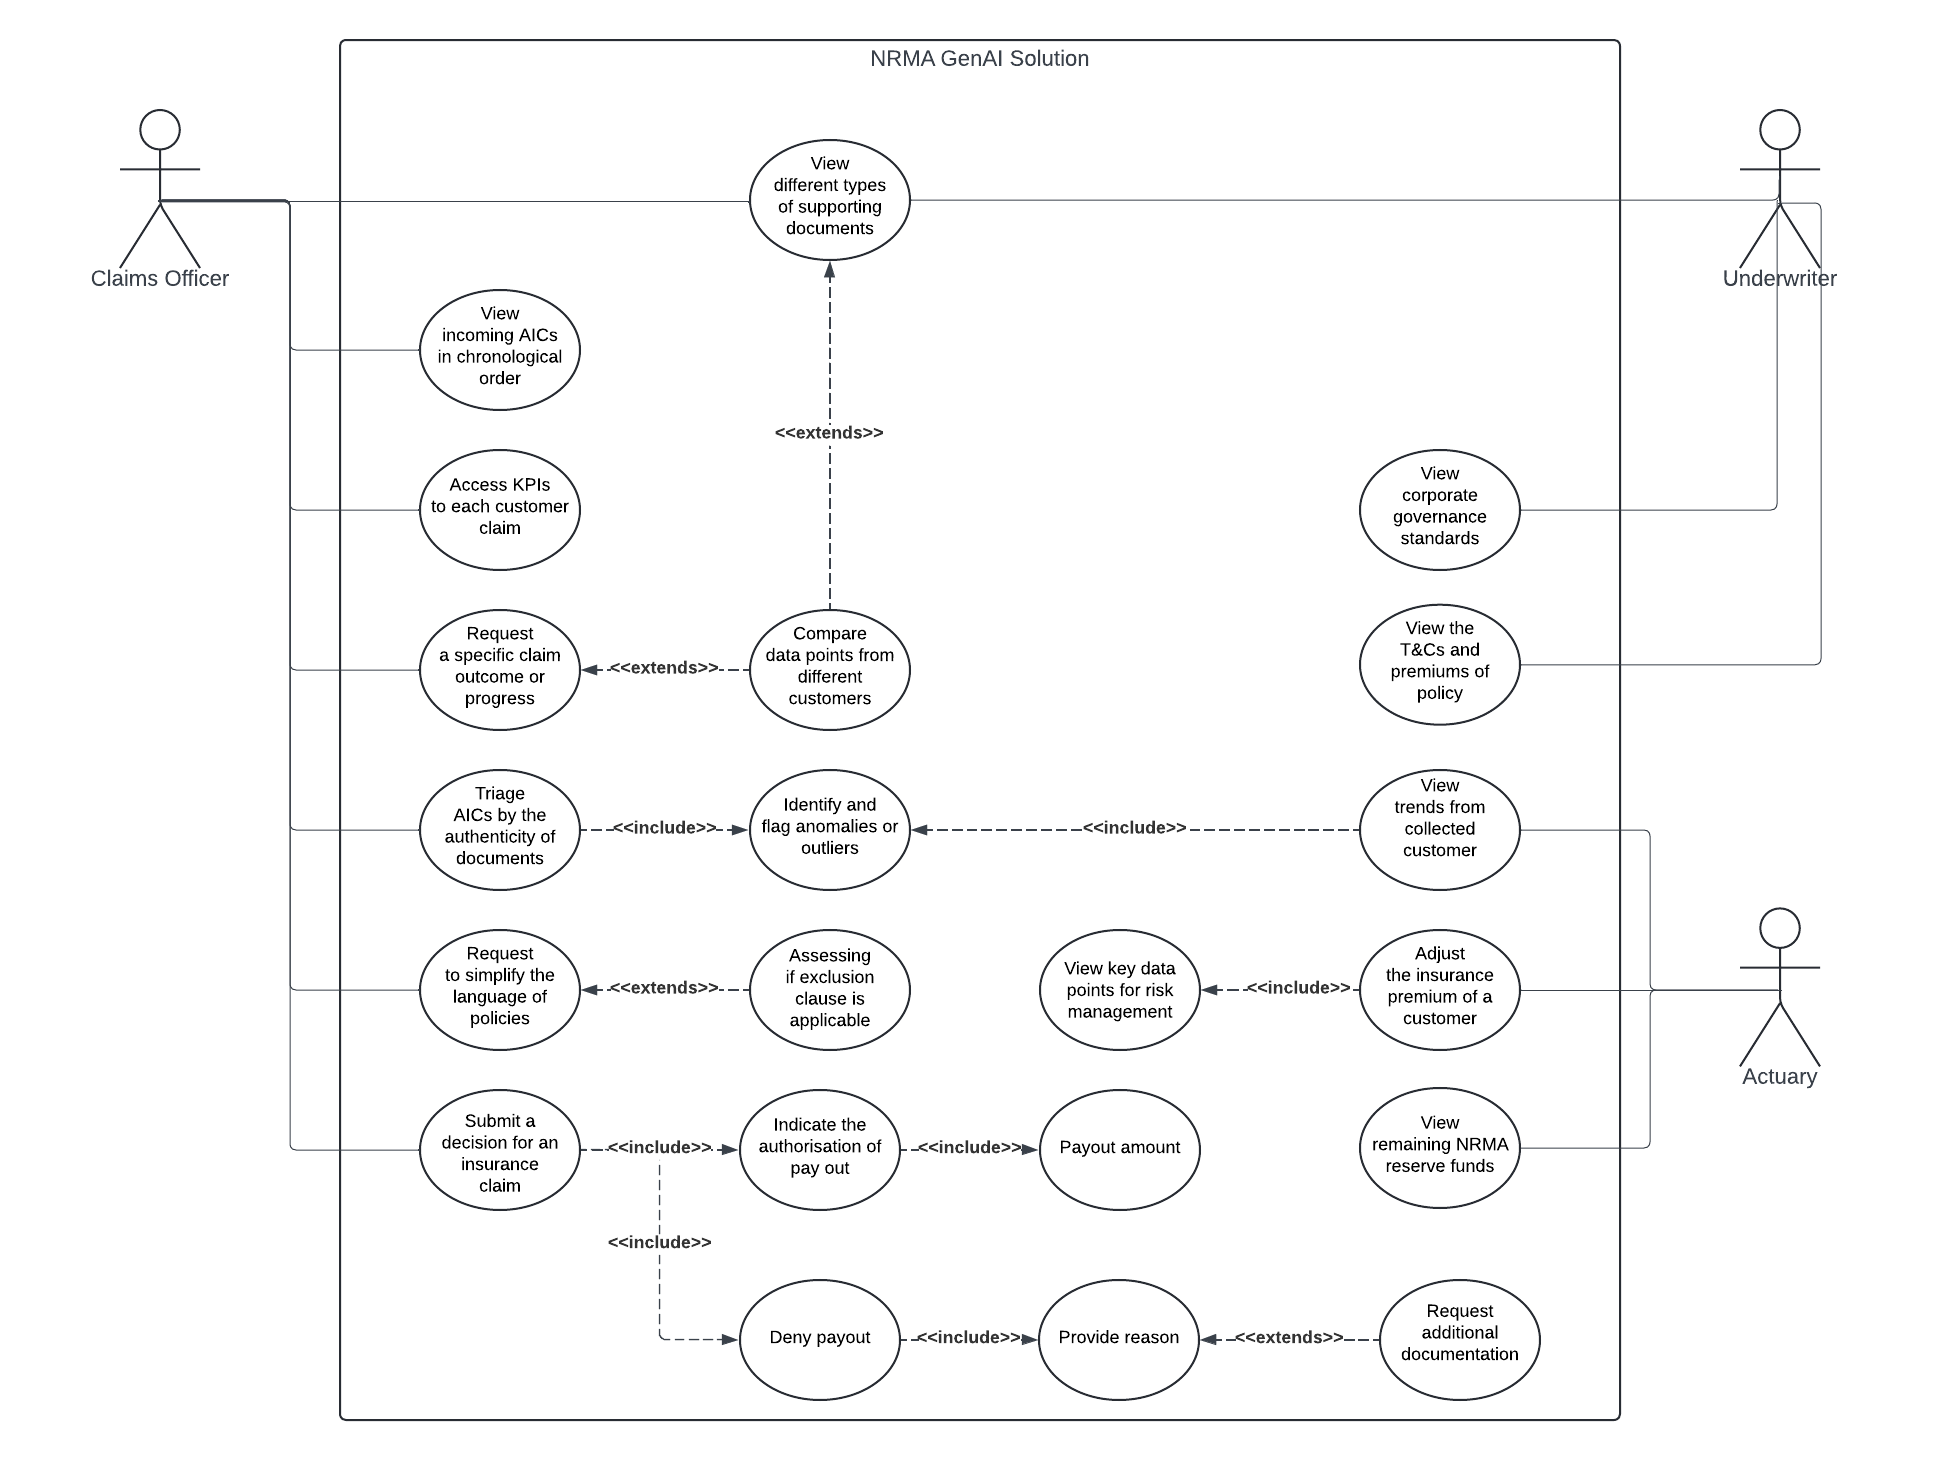 NRMA GenAI Solution
Claims Officer
Underwriter
Actuary
View
different types
of supporting
documents
View
incoming AICs
in chronological
order
<<extends>>
Access KPIs
to each customer
claim
View
corporate
governance
standards
Request
a specific claim
outcome or
progress
<<extends>>
Compare
data points from
different
customers
View the
T&Cs and
premiums of
policy
Triage
AICs by the
authenticity of
documents
<<include>>
Identify and
flag anomalies or
outliers
<<include>>
View
trends from
collected
customer
Request
to simplify the
language of
policies
<<extends>>
Assessing
if exclusion
clause is
applicable
View key data
points for risk
management
<<include>>
Adjust
the insurance
premium of a
customer
Submit a
decision for an
insurance
claim
<<include>>
Indicate the
authorisation of
pay out
<<include>>
Payout amount
View
remaining NRMA
reserve funds
<<include>>
Deny payout
<<include>>
Provide reason
<<extends>>
Request
additional
documentation